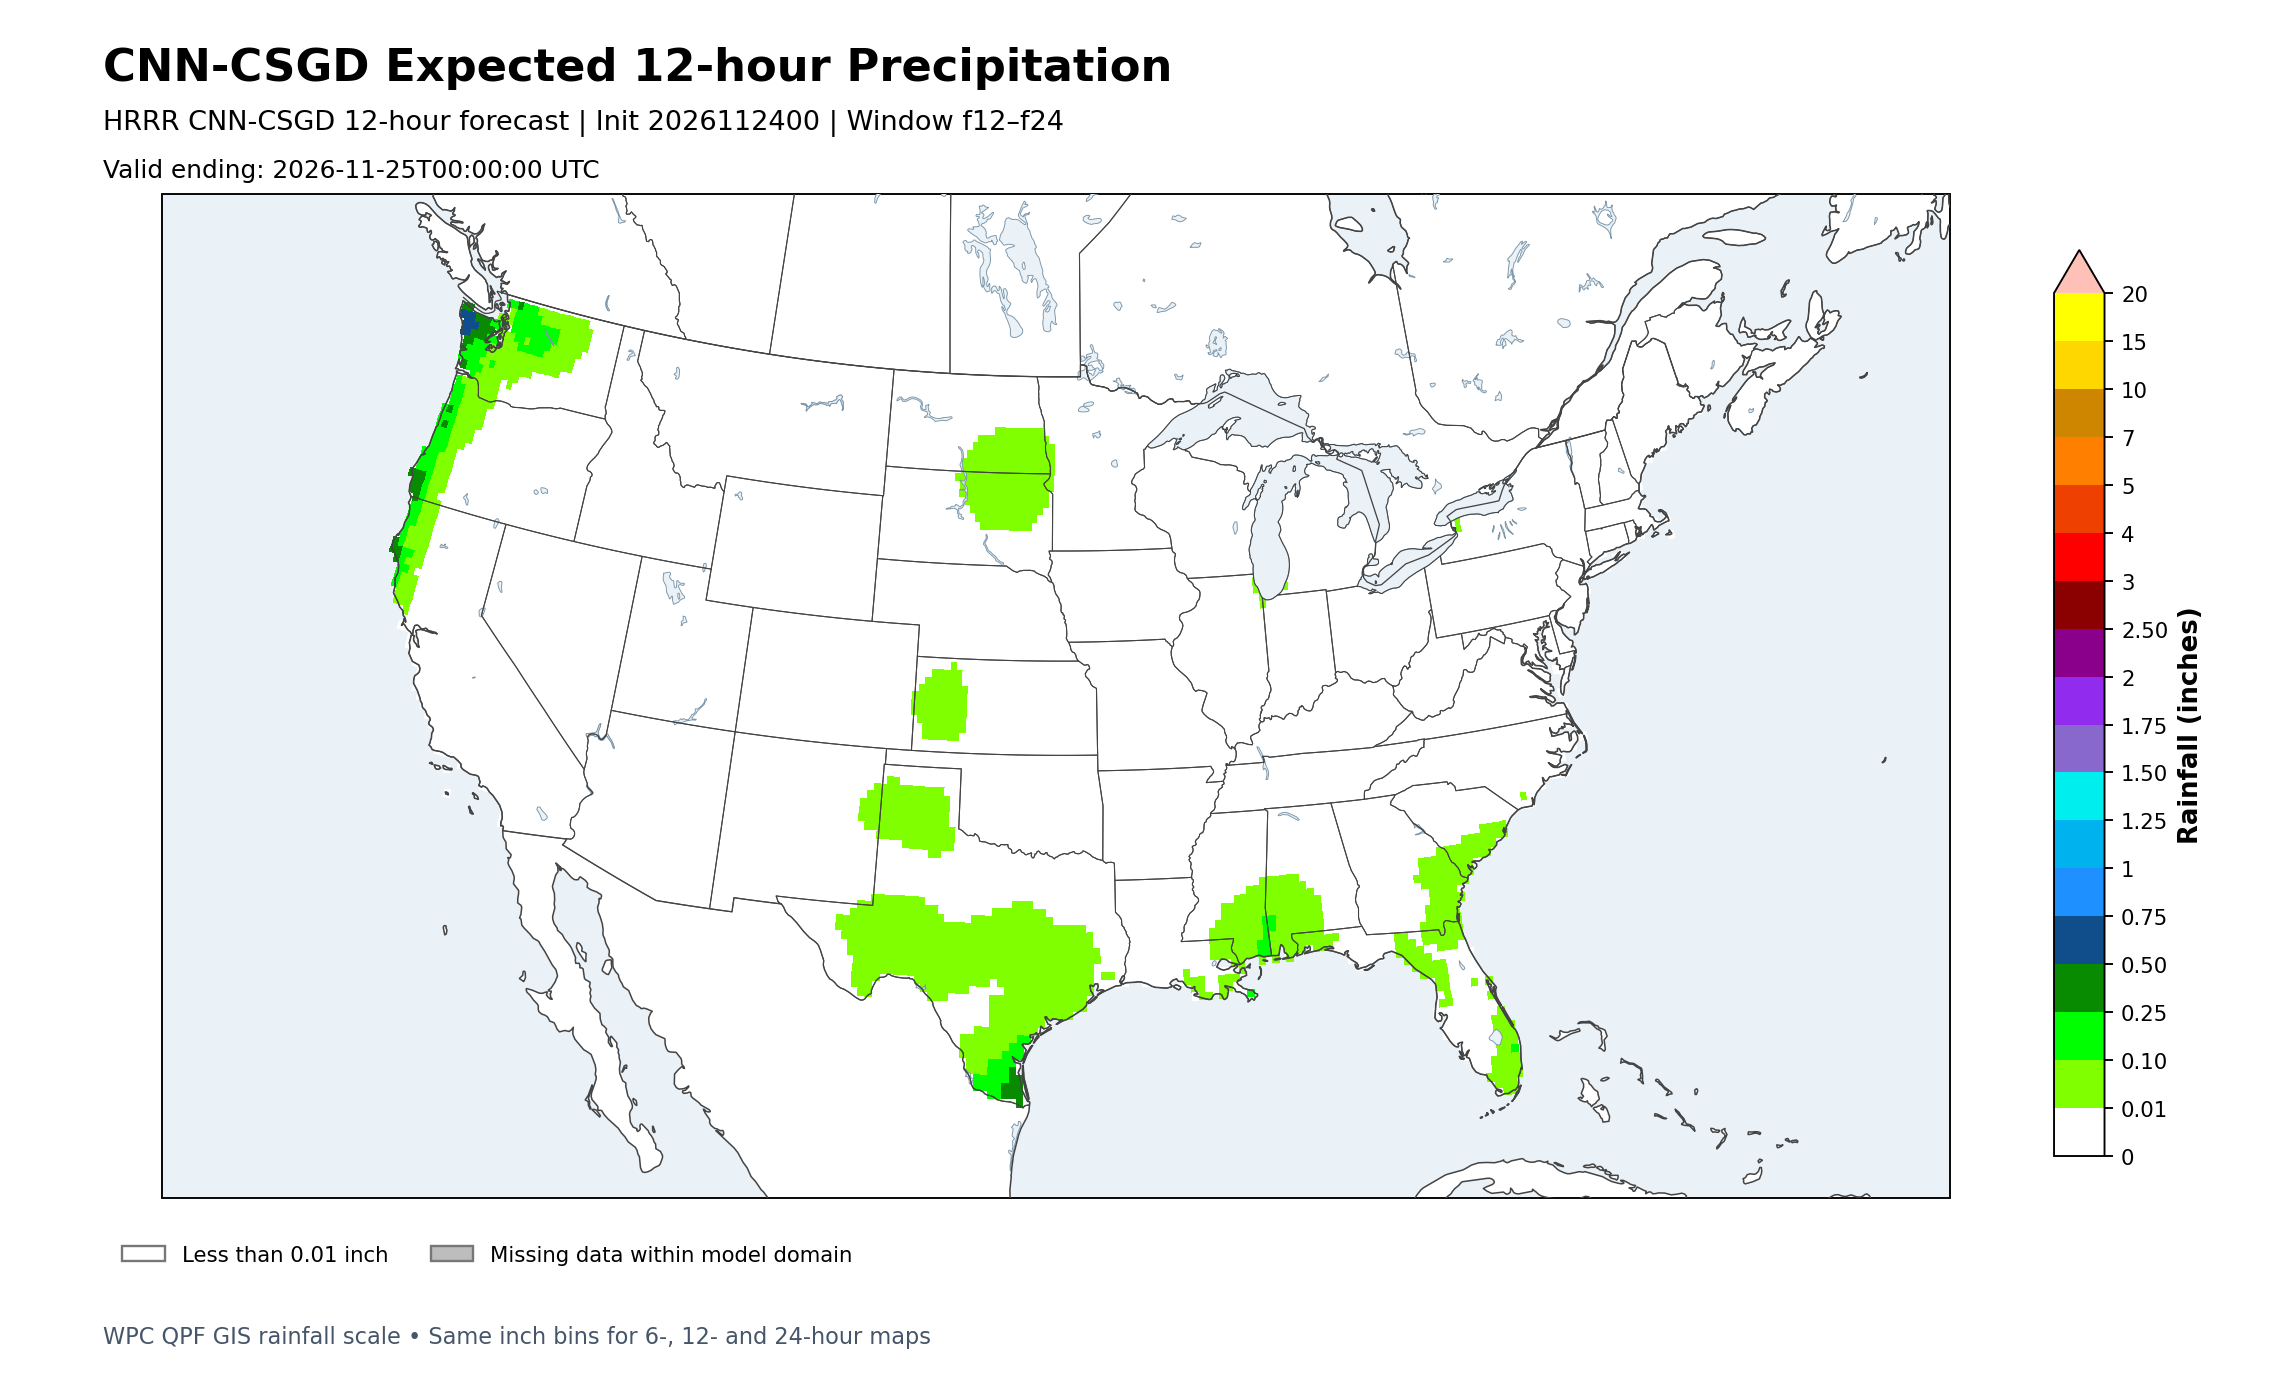 CNN-CSGD Expected 12-hour Precipitation
HRRR CNN-CSGD 12-hour forecast | Init 2026112400 | Window f12–f24
Valid ending: 2026-11-25T00:00:00 UTC
20
15
10
7
5
4
3
2.50
2
1.75
1.50
1.25
1
0.75
0.50
0.25
0.10
0.01
0
Rainfall (inches)
Less than 0.01 inch
Missing data within model domain
WPC QPF GIS rainfall scale • Same inch bins for 6-, 12- and 24-hour maps